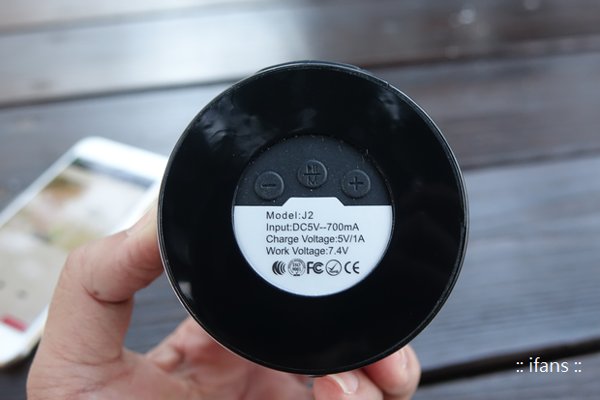 Model:J2
Input:DC5V--700mA
Charge Voltage:5V/1A
Work Voltage:7.4V
FC CE
:: ifans ::